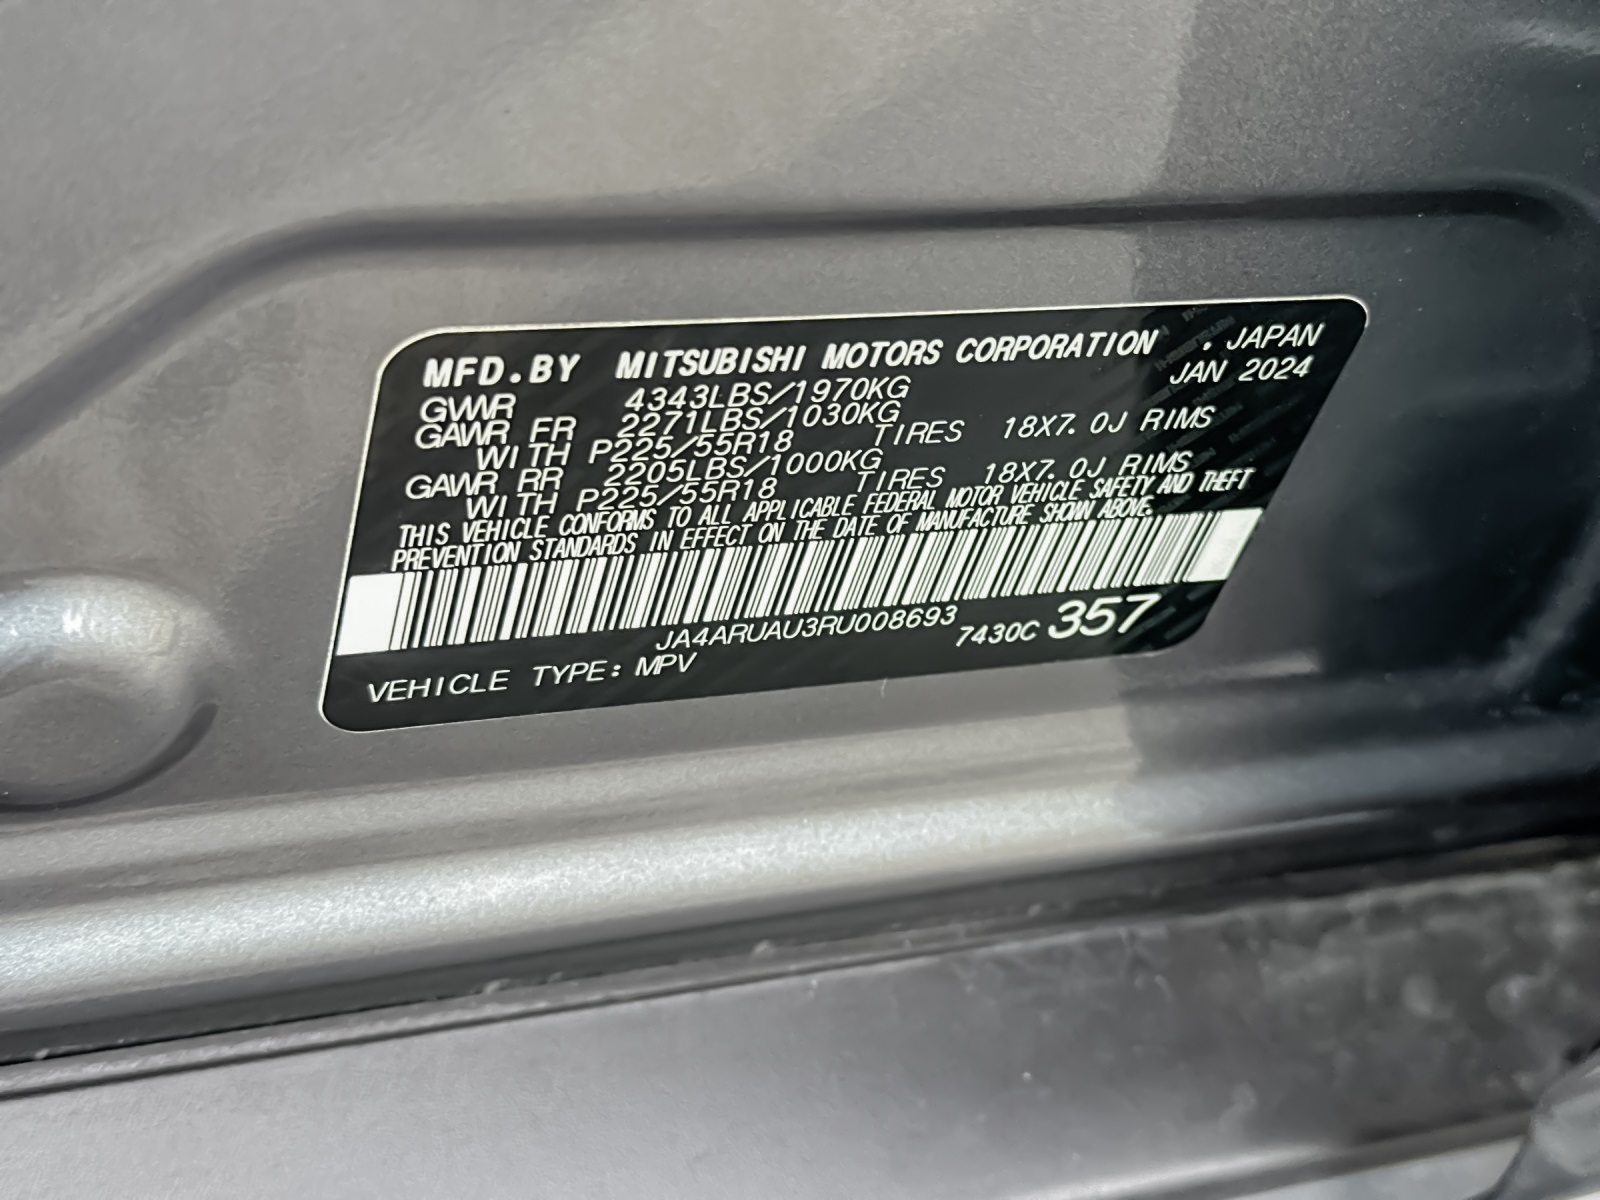 MFD.BY MITSUBISHI MOTORS CORPORATION . JAPAN
GVWR 4343LBS/1970KG JAN 2024
GAWR FR 2271LBS/1030KG
WITH P225/55R18 TIRES 18X7.0J RIMS
GAWR RR 2205LBS/1000KG
WITH P225/55R18 TIRES 18X7.0J RIMS
THIS VEHICLE CONFORMS TO ALL APPLICABLE FEDERAL MOTOR VEHICLE SAFETY AND THEFT
PREVENTION STANDARDS IN EFFECT ON THE DATE OF MANUFACTURE SHOWN ABOVE.
JA4ARUAU3RU008693 7430C 357
VEHICLE TYPE: MPV